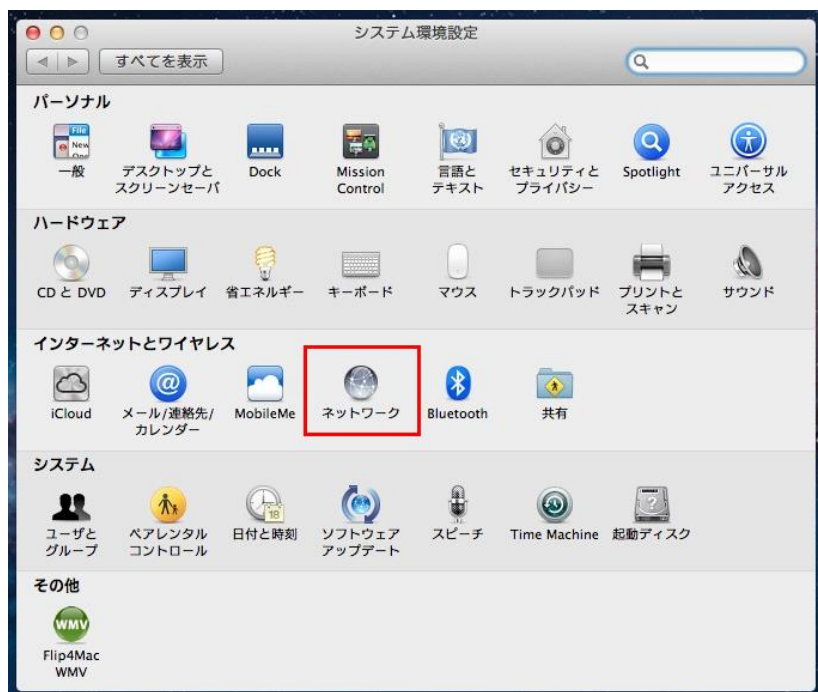 システム環境設定
すべてを表示
パーソナル
File
New
一般
デスクトップと
スクリーンセーバ
Dock
Mission
Control
言語と
テキスト
セキュリティと
プライバシー
Spotlight
ユニバーサル
アクセス
ハードウェア
CD と DVD
ディスプレイ
省エネルギー
キーボード
マウス
トラックパッド
プリントと
スキャン
サウンド
インターネットとワイヤレス
iCloud
メール/連絡先/
カレンダー
MobileMe
ネットワーク
Bluetooth
共有
システム
ユーザと
グループ
ペアレンタル
コントロール
18
日付と時刻
ソフトウェア
アップデート
スピーチ
Time Machine
起動ディスク
その他
WMV
Flip4Mac
WMV